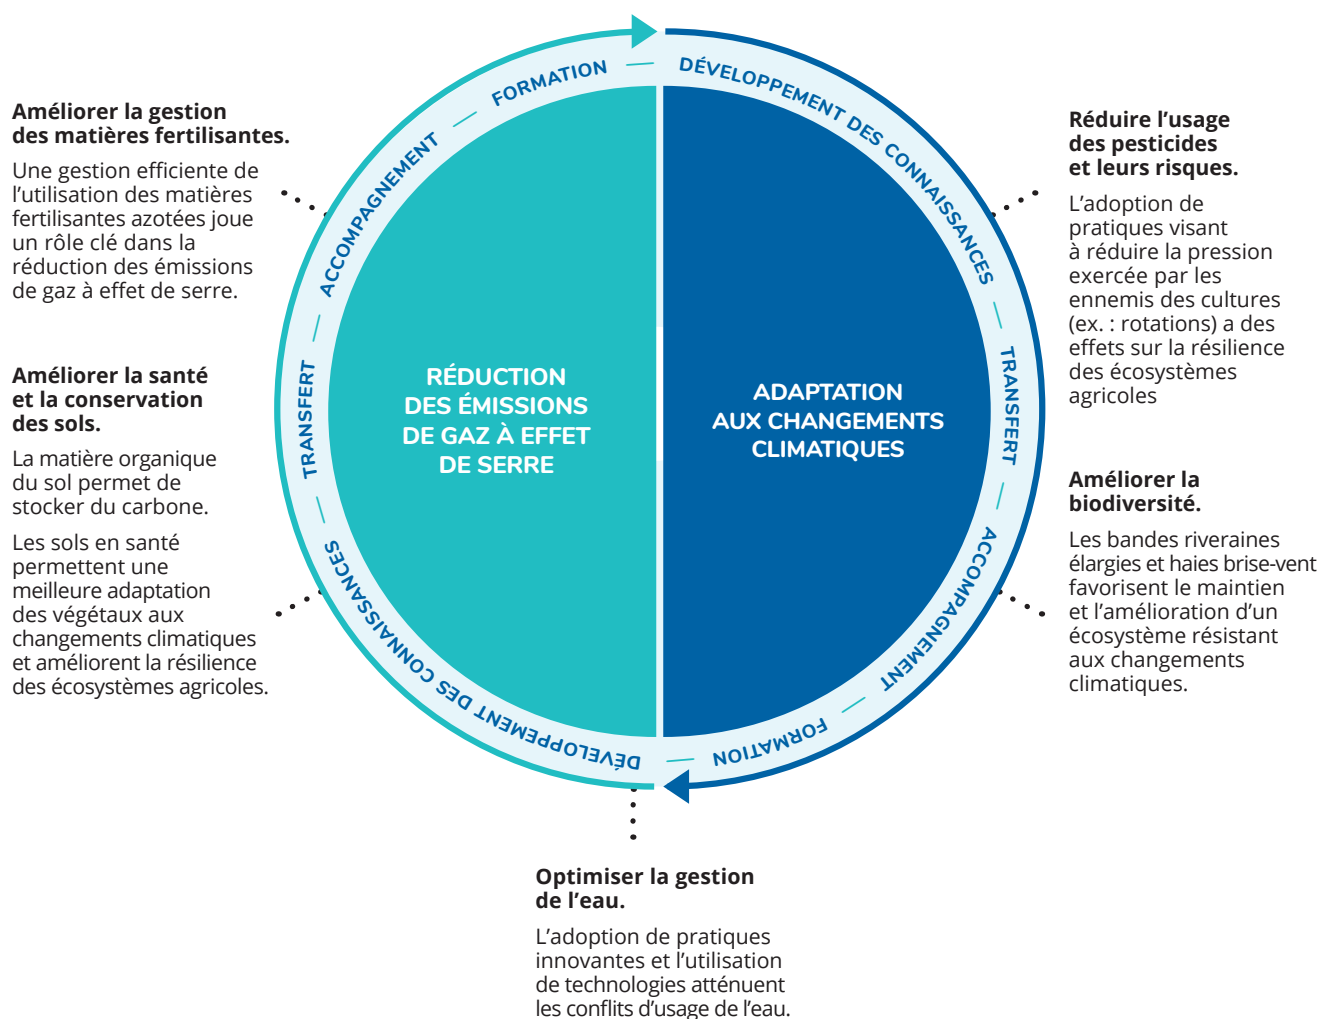 FORMATION — DÉVELOPPEMENT DES CONNAISSANCES — TRANSFERT — ACCOMPAGNEMENT — FORMATION — DÉVELOPPEMENT DES CONNAISSANCES — TRANSFERT — ACCOMPAGNEMENT —
Améliorer la gestion
des matières fertilisantes.
Une gestion efficiente de
l’utilisation des matières
fertilisantes azotées joue
un rôle clé dans la
réduction des émissions
de gaz à effet de serre.
Améliorer la santé
et la conservation
des sols.
La matière organique
du sol permet de
stocker du carbone.
Les sols en santé
permettent une
meilleure adaptation
des végétaux aux
changements climatiques
et améliorent la résilience
des écosystèmes agricoles.
RÉDUCTION
DES ÉMISSIONS
DE GAZ À EFFET
DE SERRE
ADAPTATION
AUX CHANGEMENTS
CLIMATIQUES
Réduire l’usage
des pesticides
et leurs risques.
L’adoption de
pratiques visant
à réduire la pression
exercée par les
ennemis des cultures
(ex. : rotations) a des
effets sur la résilience
des écosystèmes
agricoles
Améliorer la
biodiversité.
Les bandes riveraines
élargies et haies brise-vent
favorisent le maintien
et l’amélioration d’un
écosystème résistant
aux changements
climatiques.
Optimiser la gestion
de l’eau.
L’adoption de pratiques
innovantes et l’utilisation
de technologies atténuent
les conflits d’usage de l’eau.